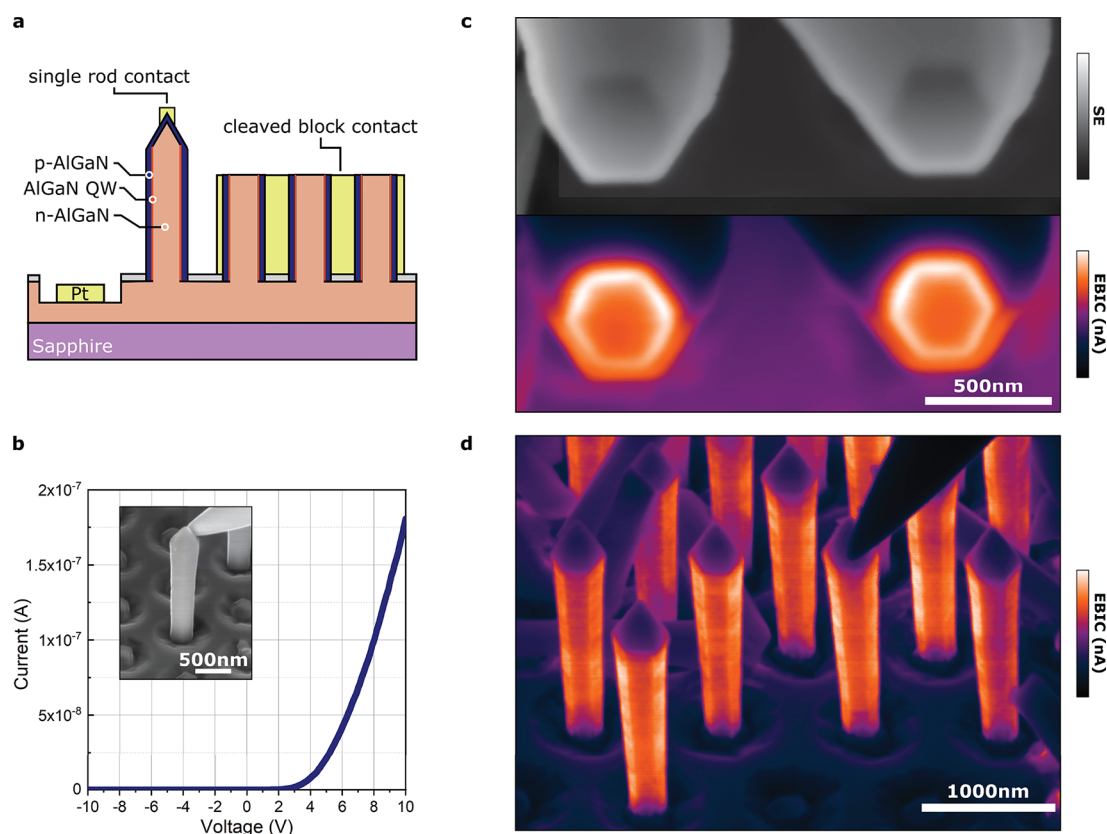 a
single rod contact
cleaved block contact
p-AlGaN
AlGaN QW
n-AlGaN
Pt
Sapphire
b
2x10⁻⁷
1.5x10⁻⁷
1x10⁻⁷
5x10⁻⁸
0
Current (A)
500nm
-10 -8 -6 -4 -2 0 2 4 6 8 10
Voltage (V)
c
SE
EBIC (nA)
500nm
d
EBIC (nA)
1000nm